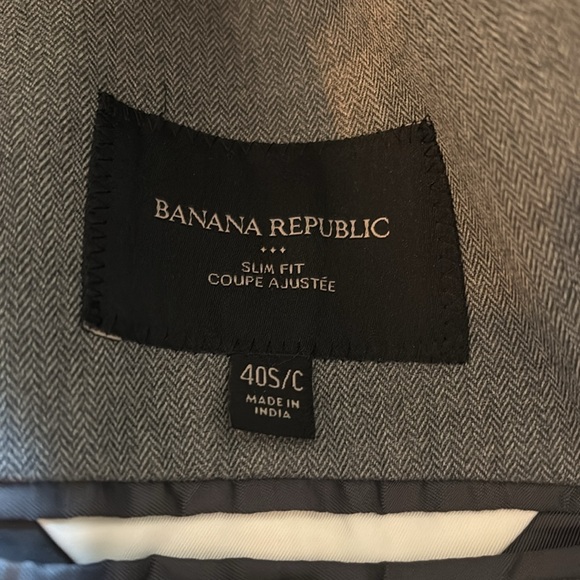 BANANA REPUBLIC
SLIM FIT
COUPE AJUSTÉE
40S/C
MADE IN
INDIA